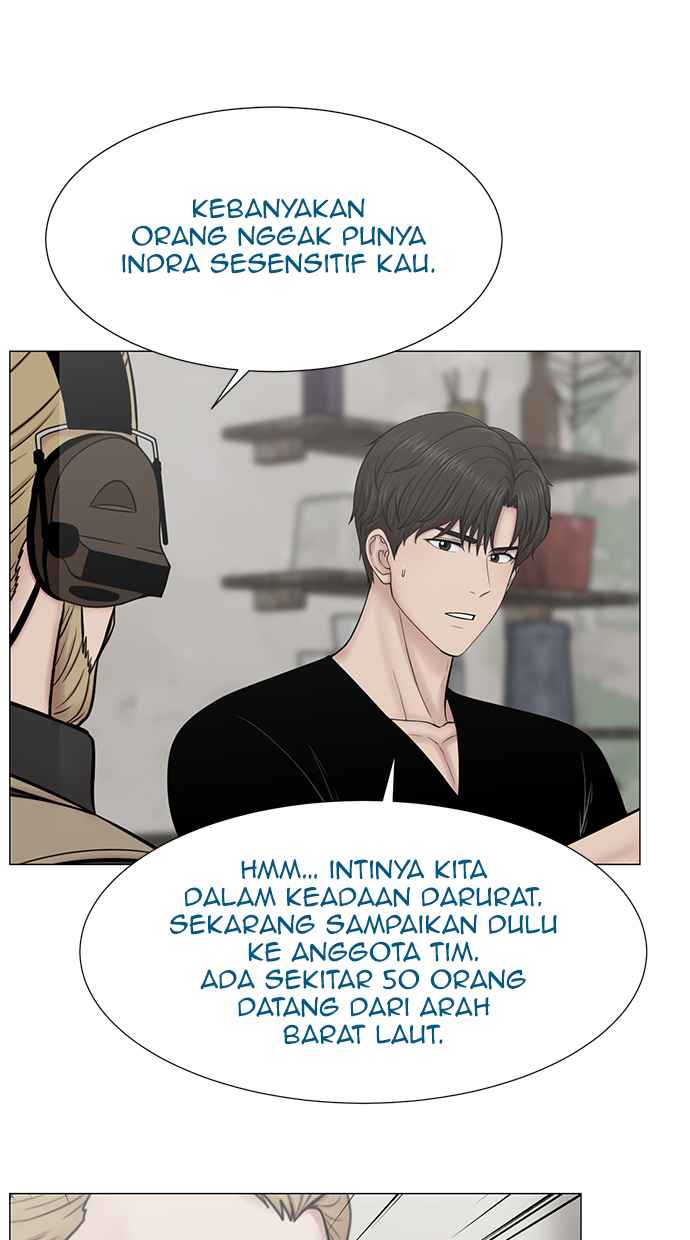 KEBANYAKAN
ORANG NGGAK PUNYA
INDRA SESENSITIF KAU.
HMM... INTINYA KITA
DALAM KEADAAN DARURAT.
SEKARANG SAMPAIKAN DULU
KE ANGGOTA TIM.
ADA SEKITAR 50 ORANG
DATANG DARI ARAH
BARAT LAUT.